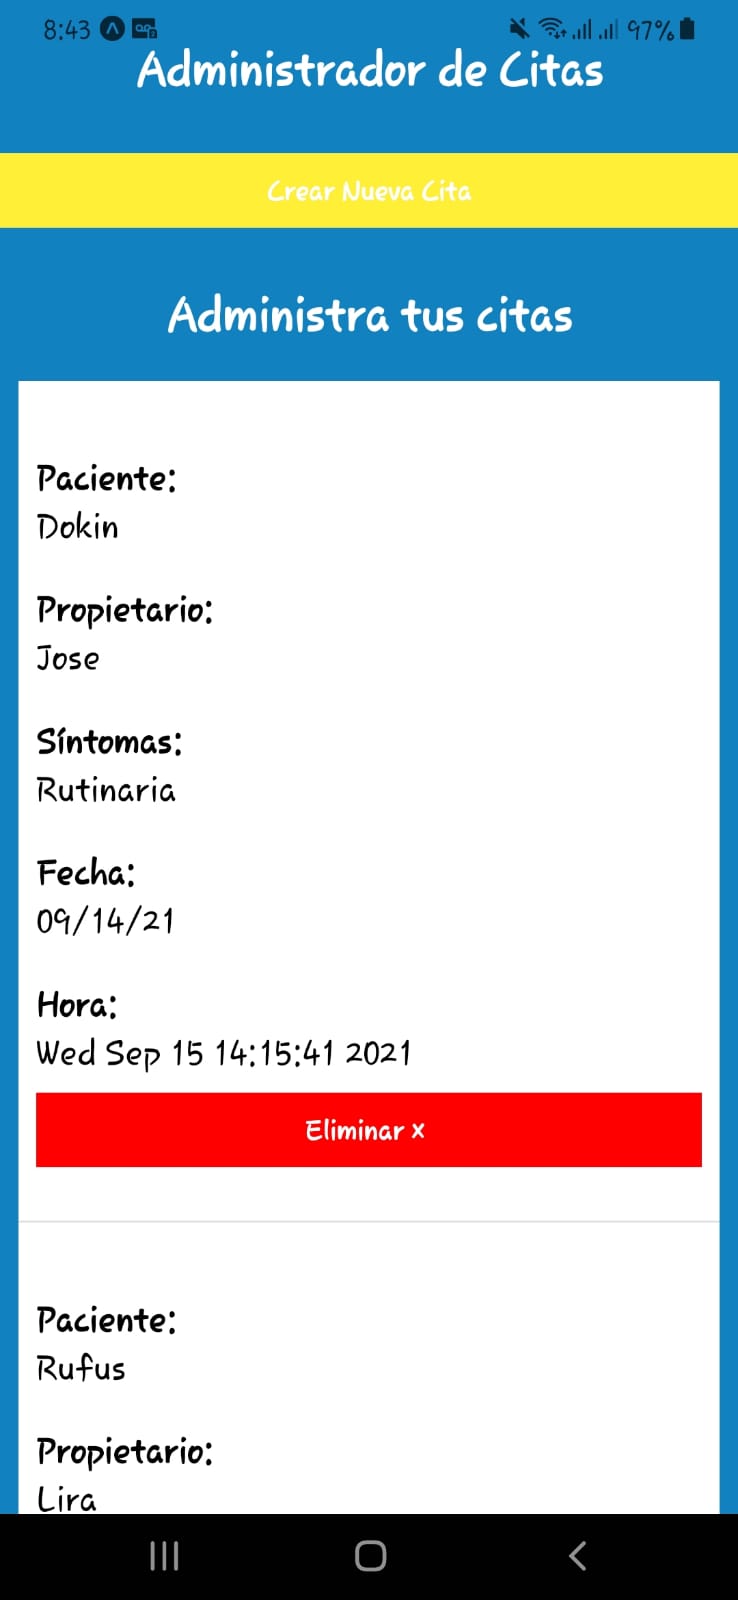 8:43
97%
Administrador de Citas
Crear Nueva Cita
Administra tus citas
Paciente:
Dokin
Propietario:
Jose
Síntomas:
Rutinaria
Fecha:
09/14/21
Hora:
Wed Sep 15 14:15:41 2021
Eliminar x
Paciente:
Rufus
Propietario:
Lira